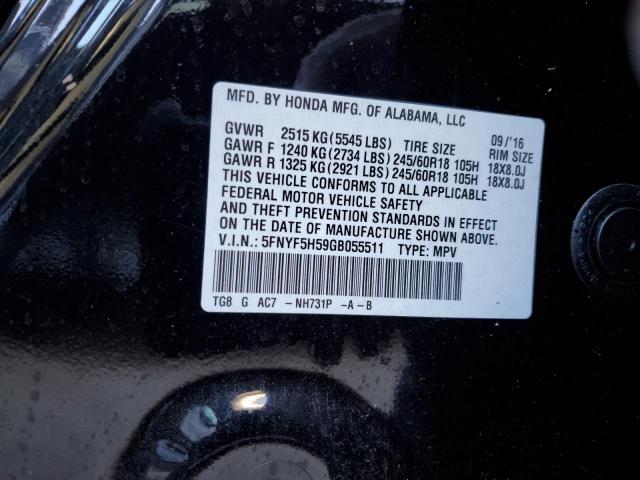 MFD. BY HONDA MFG. OF ALABAMA, LLC
09/'16
GVWR 2515 KG(5545 LBS) TIRE SIZE RIM SIZE
GAWR F 1240 KG(2734 LBS) 245/60R18 105H 18X8.0J
GAWR R 1325 KG(2921 LBS) 245/60R18 105H 18X8.0J
THIS VEHICLE CONFORMS TO ALL APPLICABLE
FEDERAL MOTOR VEHICLE SAFETY
AND THEFT PREVENTION STANDARDS IN EFFECT
ON THE DATE OF MANUFACTURE SHOWN ABOVE.
V.I.N.: 5FNYF5H59GB055511 TYPE: MPV
TG8 G AC7 -NH731P -A-B